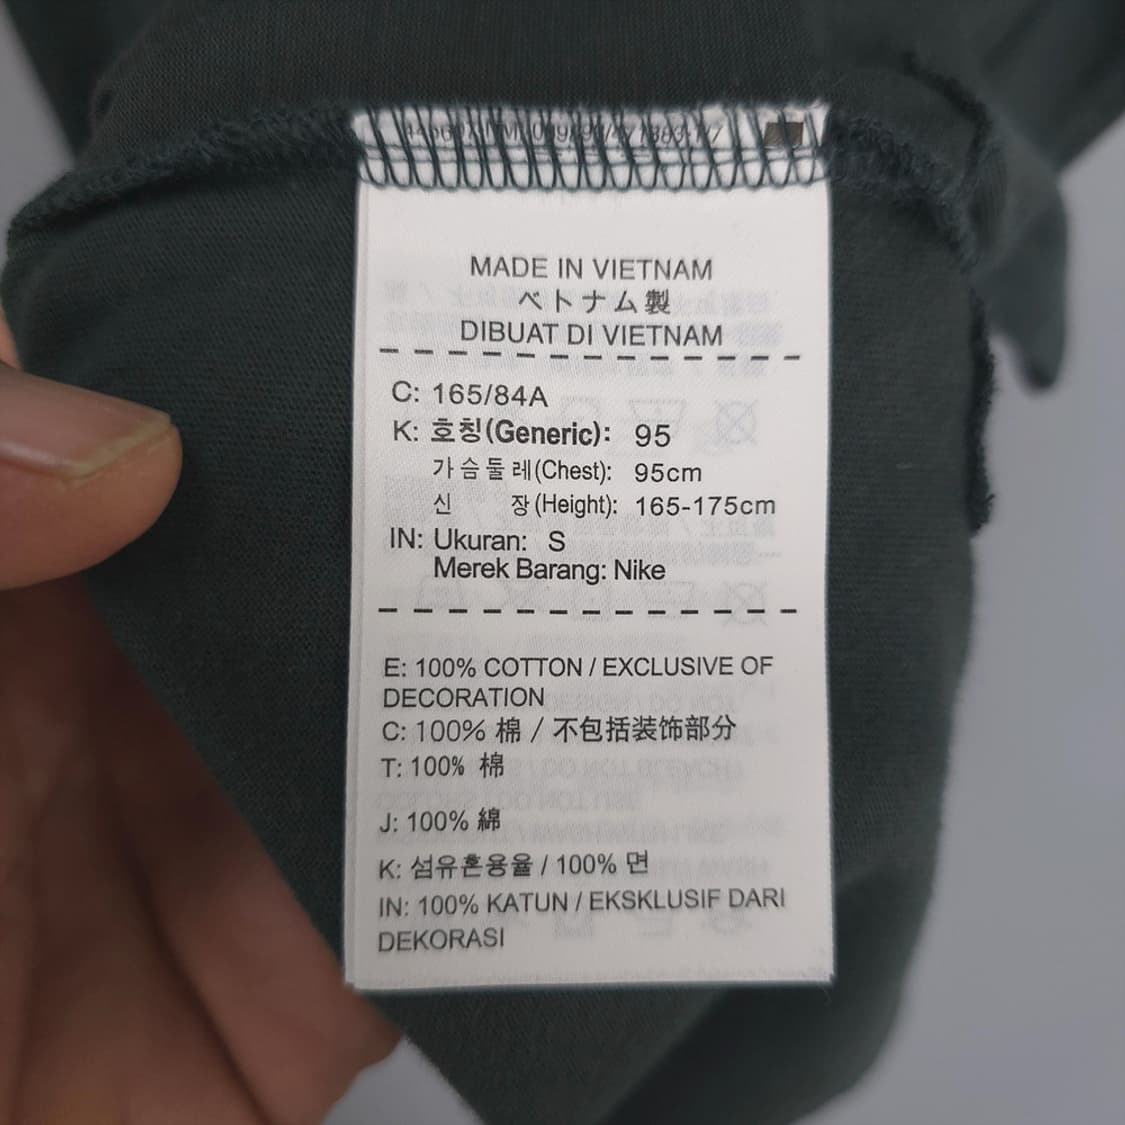 MADE IN VIETNAM
ベトナム製
DIBUAT DI VIETNAM
C: 165/84A
K: 호칭(Generic): 95
가슴둘레(Chest): 95cm
신 장(Height): 165-175cm
IN: Ukuran: S
Merek Barang: Nike
E: 100% COTTON / EXCLUSIVE OF
DECORATION
C: 100% 棉 / 不包括装饰部分
T: 100% 棉
J: 100% 綿
K: 섬유혼용율 / 100% 면
IN: 100% KATUN / EKSKLUSIF DARI
DEKORASI